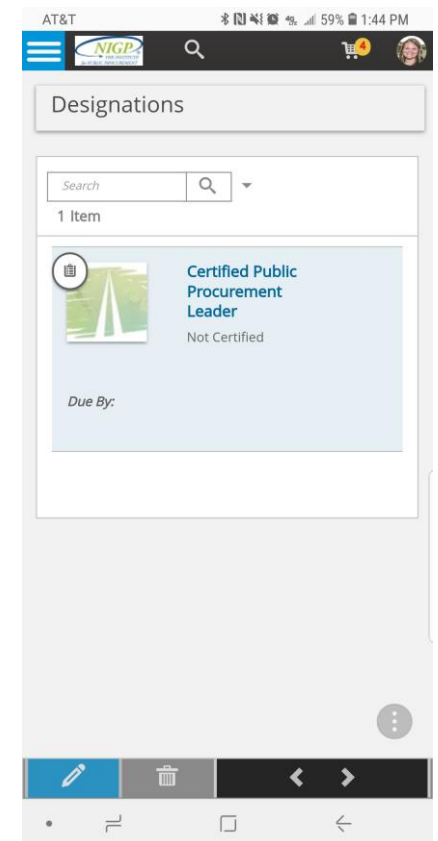 AT&T 59% 1:44 PM
NIGP
4
Designations
Search
1 Item
Certified Public
Procurement
Leader
Not Certified
Due By: